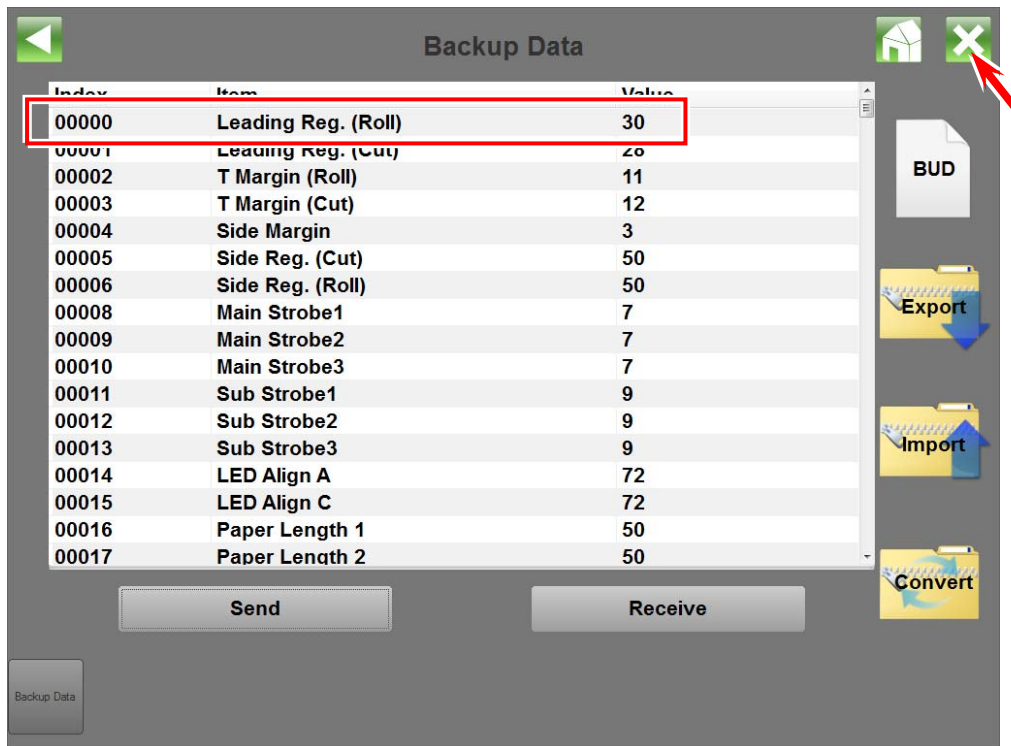 Backup Data
Index Item Value
00000 Leading Reg. (Roll) 30
00001 Leading Reg. (Cut) 28
00002 T Margin (Roll) 11
00003 T Margin (Cut) 12
00004 Side Margin 3
00005 Side Reg. (Cut) 50
00006 Side Reg. (Roll) 50
00008 Main Strobe1 7
00009 Main Strobe2 7
00010 Main Strobe3 7
00011 Sub Strobe1 9
00012 Sub Strobe2 9
00013 Sub Strobe3 9
00014 LED Align A 72
00015 LED Align C 72
00016 Paper Length 1 50
00017 Paper Length 2 50
BUD
Export
Import
Convert
Send Receive
Backup Data